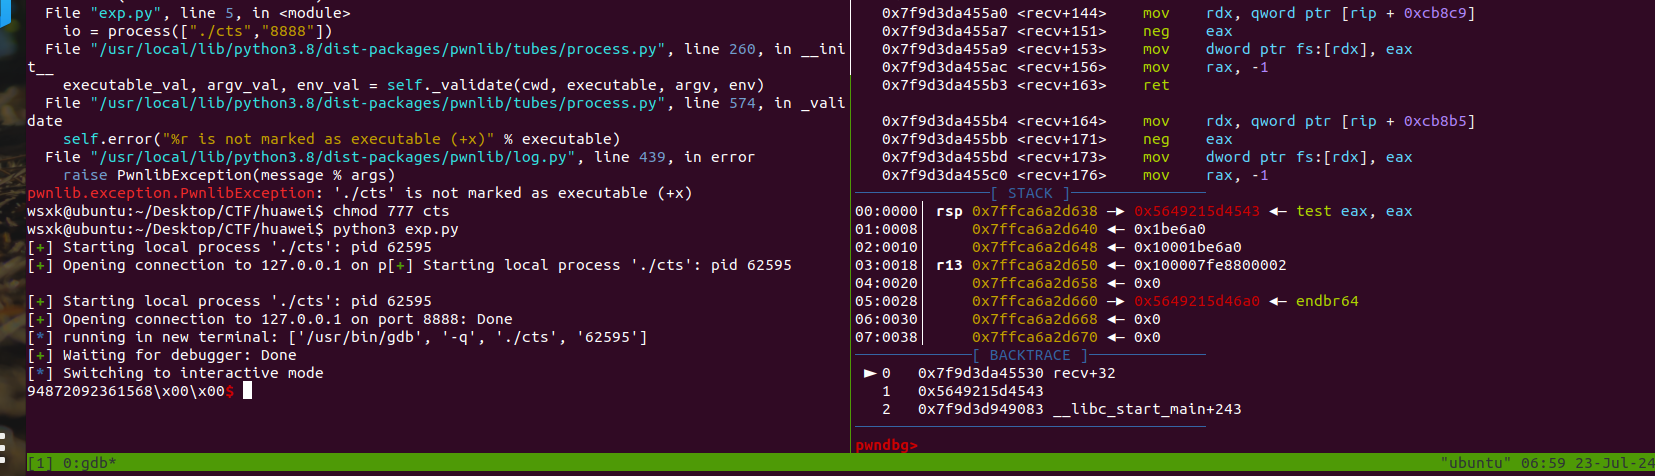 File "exp.py", line 5, in <module>
io = process(["./cts","8888"])
File "/usr/local/lib/python3.8/dist-packages/pwnlib/tubes/process.py", line 260, in __ini
t__
executable_val, argv_val, env_val = self._validate(cwd, executable, argv, env)
File "/usr/local/lib/python3.8/dist-packages/pwnlib/tubes/process.py", line 574, in _vali
date
self.error("%r is not marked as executable (+x)" % executable)
File "/usr/local/lib/python3.8/dist-packages/pwnlib/log.py", line 439, in error
raise PwnlibException(message % args)
pwnlib.exception.PwnlibException: './cts' is not marked as executable (+x)
wsxk@ubuntu:~/Desktop/CTF/huawei$ chmod 777 cts
wsxk@ubuntu:~/Desktop/CTF/huawei$ python3 exp.py
[+] Starting local process './cts': pid 62595
[+] Opening connection to 127.0.0.1 on p[+] Starting local process './cts': pid 62595
[+] Starting local process './cts': pid 62595
[+] Opening connection to 127.0.0.1 on port 8888: Done
[*] running in new terminal: ['/usr/bin/gdb', '-q', './cts', '62595']
[+] Waiting for debugger: Done
[*] Switching to interactive mode
94872092361568\x00\x00$
0x7f9d3da455a0 <recv+144> mov rdx, qword ptr [rip + 0xcb8c9]
0x7f9d3da455a7 <recv+151> neg eax
0x7f9d3da455a9 <recv+153> mov dword ptr fs:[rdx], eax
0x7f9d3da455ac <recv+156> mov rax, -1
0x7f9d3da455b3 <recv+163> ret
0x7f9d3da455b4 <recv+164> mov rdx, qword ptr [rip + 0xcb8b5]
0x7f9d3da455bb <recv+171> neg eax
0x7f9d3da455bd <recv+173> mov dword ptr fs:[rdx], eax
0x7f9d3da455c0 <recv+176> mov rax, -1
[ STACK ]
00:0000│ rsp 0x7ffca6a2d638 —▸ 0x5649215d4543 ◂— test eax, eax
01:0008│ 0x7ffca6a2d640 ◂— 0x1be6a0
02:0010│ 0x7ffca6a2d648 ◂— 0x10001be6a0
03:0018│ r13 0x7ffca6a2d650 ◂— 0x100007fe8800002
04:0020│ 0x7ffca6a2d658 ◂— 0x0
05:0028│ 0x7ffca6a2d660 —▸ 0x5649215d46a0 ◂— endbr64
06:0030│ 0x7ffca6a2d668 ◂— 0x0
07:0038│ 0x7ffca6a2d670 ◂— 0x0
[ BACKTRACE ]
► 0 0x7f9d3da45530 recv+32
1 0x5649215d4543
2 0x7f9d3d949083 __libc_start_main+243
pwndbg>
[1] 0:gdb*
"ubuntu" 06:59 23-Jul-24